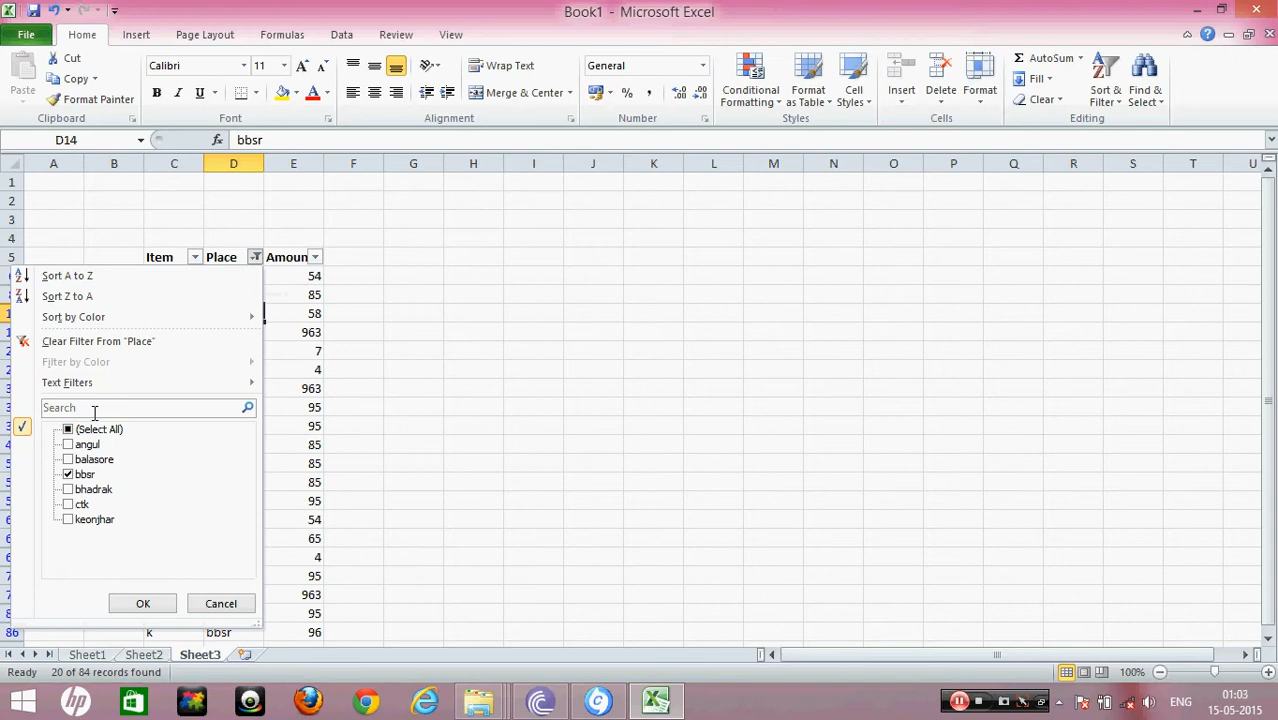 Book1 - Microsoft Excel
File Home Insert Page Layout Formulas Data Review View
Paste Cut Copy Format Painter Clipboard
Calibri 11 B I U A Font
Wrap Text Merge & Center Alignment
General % , Number
Conditional Formatting Format as Table Cell Styles Styles
Insert Delete Format Cells
Σ AutoSum Fill Clear Sort & Filter Find & Select Editing
D14 fx bbsr
A B C D E F G H I J K L M N O P Q R S T U
1
2
3
4
5 Item Place Amoun
Sort A to Z 54
Sort Z to A 85
Sort by Color 58
963
Clear Filter From "Place"
7
Filter by Color 4
Text Filters 963
Search 95
(Select All) 95
angul 85
balasore 85
bbsr 85
bhadrak 95
ctk
keonjhar 54
65
4
95
OK Cancel 963
95
86 k bbsr 96
Sheet1 Sheet2 Sheet3
Ready 20 of 84 records found 100%
ENG 01:03
15-05-2015